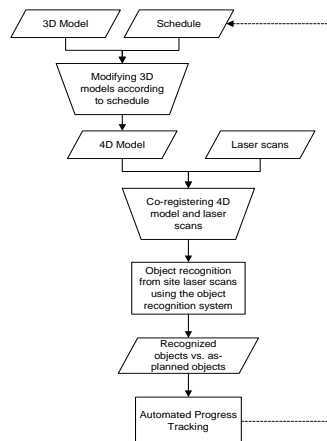 3D Model
Schedule
Modifying 3D
models according
to schedule
4D Model
Laser scans
Co-registering 4D
model and laser
scans
Object recognition
from site laser scans
using the object
recognition system
Recognized
objects vs. as-
planned objects
Automated Progress
Tracking